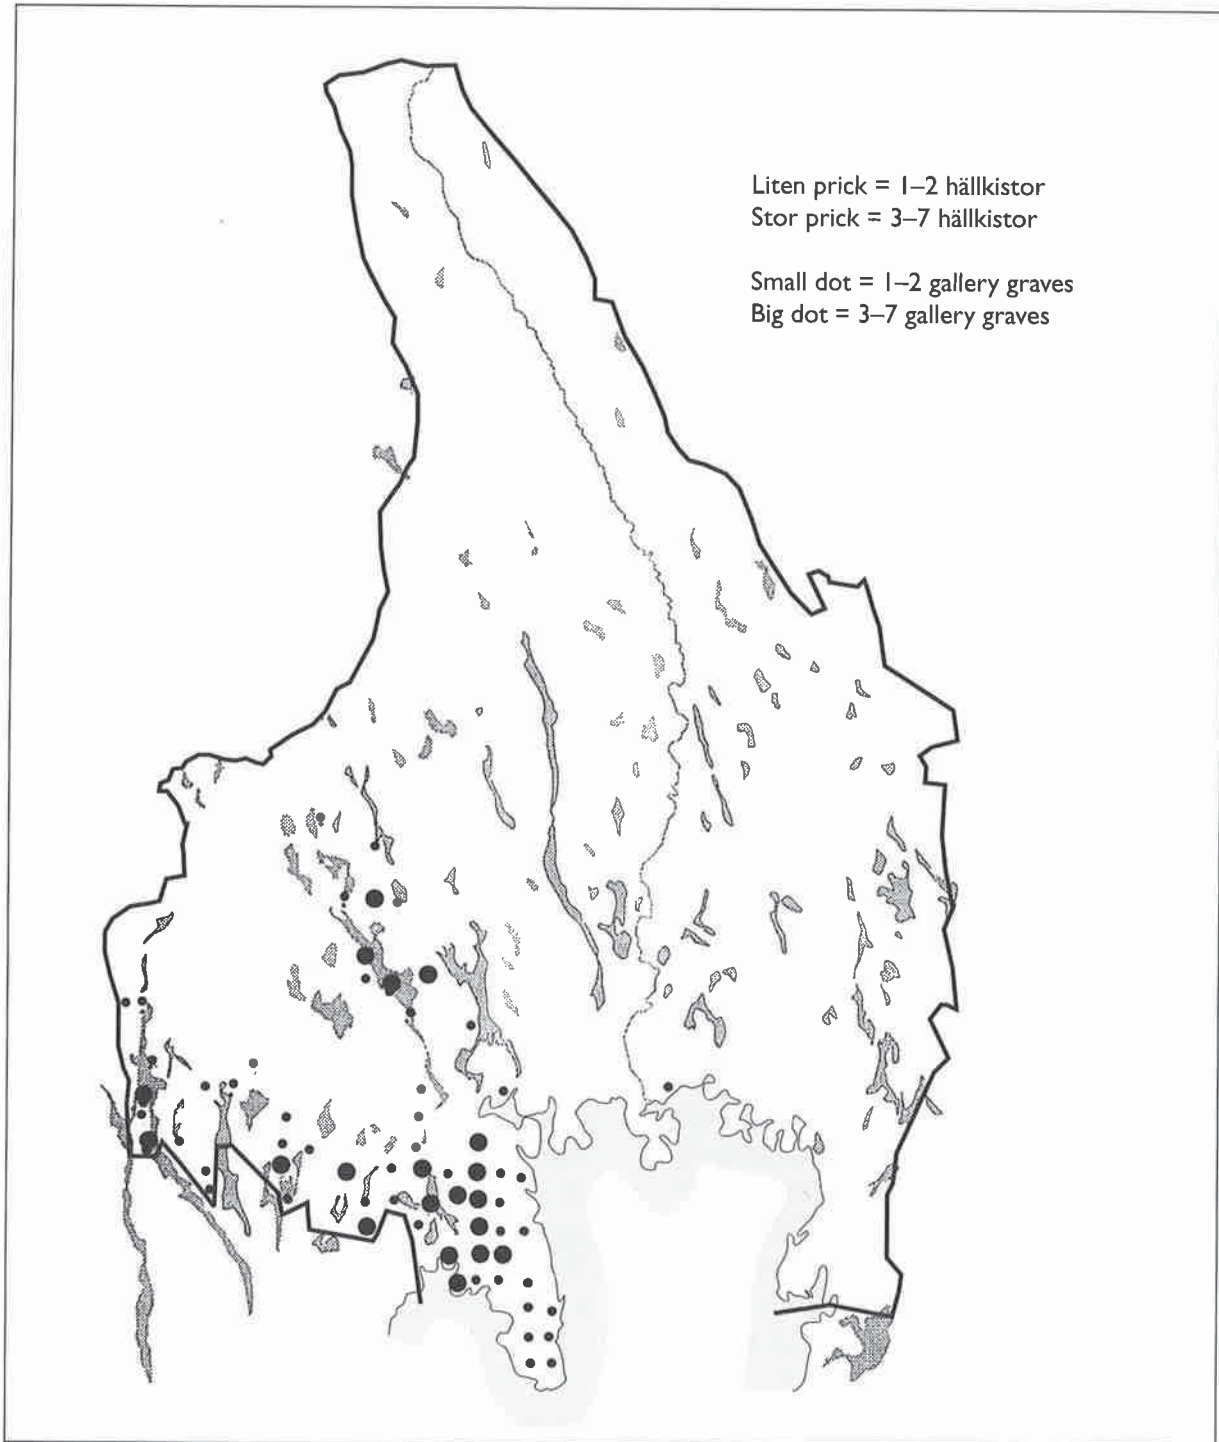 Liten prick = 1–2 hällkistor
Stor prick = 3–7 hällkistor
Small dot = 1–2 gallery graves
Big dot = 3–7 gallery graves